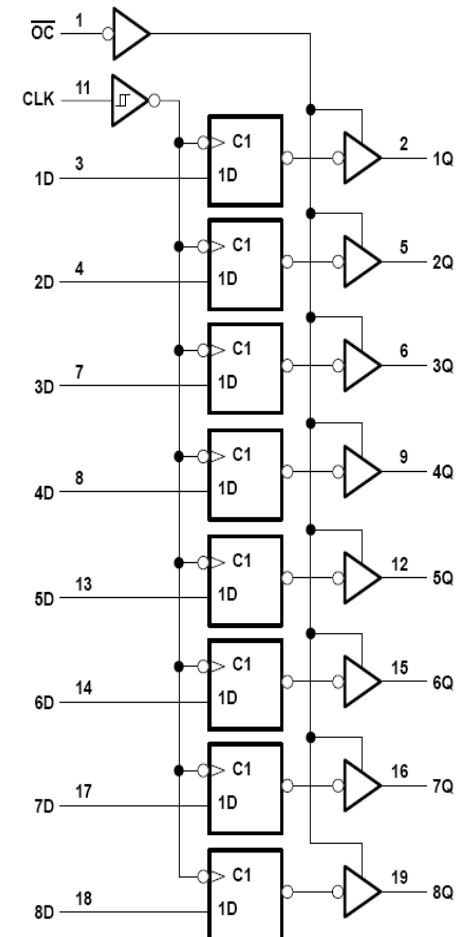 OC 1
CLK 11
C1
2 1Q
1D 3 1D
C1
5 2Q
2D 4 1D
C1
6 3Q
3D 7 1D
C1
9 4Q
4D 8 1D
C1
12 5Q
5D 13 1D
C1
15 6Q
6D 14 1D
C1
16 7Q
7D 17 1D
C1
19 8Q
8D 18 1D